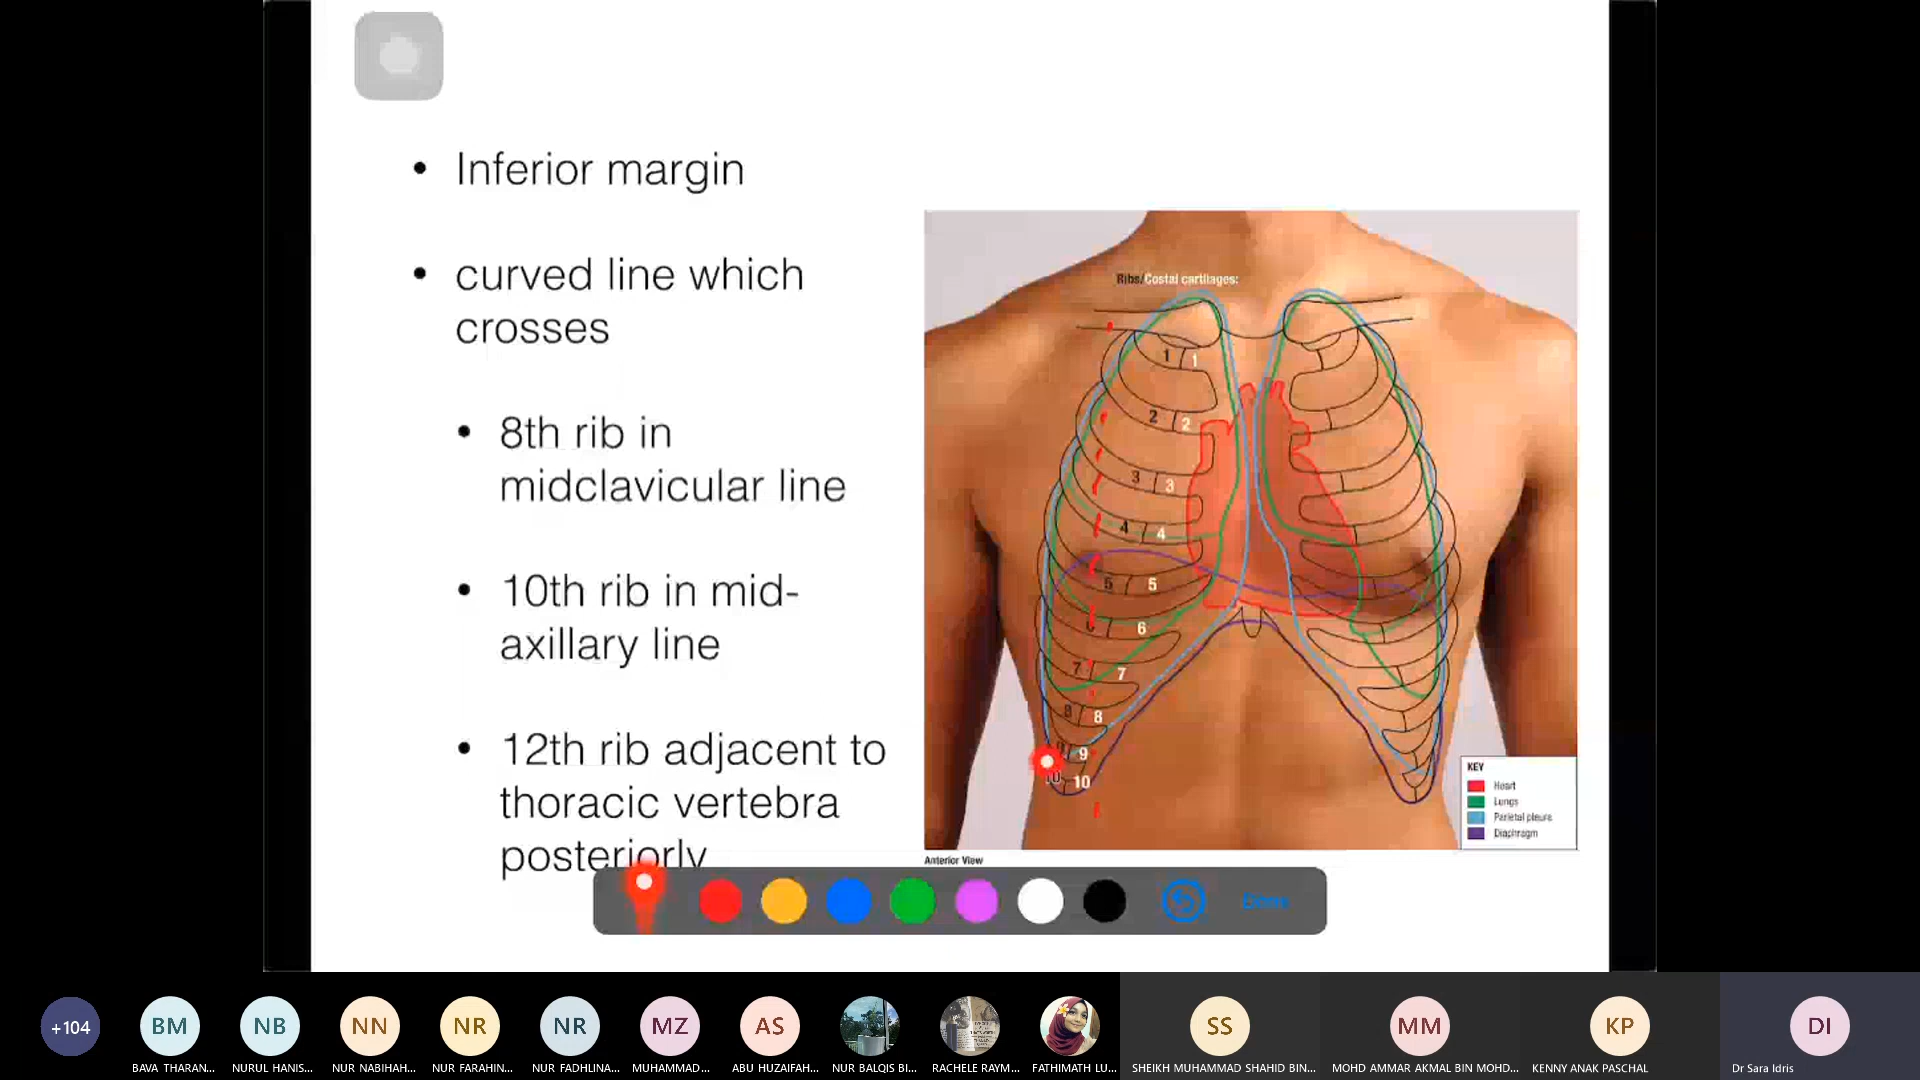 Inferior margin
curved line which
crosses
8th rib in
midclavicular line
10th rib in mid-
axillary line
12th rib adjacent to
thoracic vertebra
posteriorly
Ribs/Costal cartilages:
1 1
2 2
3 3
4 4
5 5
6 6
7 7
8 8
9 9
10 10
KEY
Heart
Lungs
Parietal pleura
Diaphragm
Anterior View
Done
+104
BM
NB
NN
NR
NR
MZ
AS
SS
MM
KP
DI
BAVA THARAN...
NURUL HANIS...
NUR NABIHAH...
NUR FARAHIN...
NUR FADHLINA...
MUHAMMAD...
ABU HUZAIFAH...
NUR BALQIS BI...
RACHELE RAYM...
FATHIMATH LU...
SHEIKH MUHAMMAD SHAHID BIN...
MOHD AMMAR AKMAL BIN MOHD...
KENNY ANAK PASCHAL
Dr Sara Idris